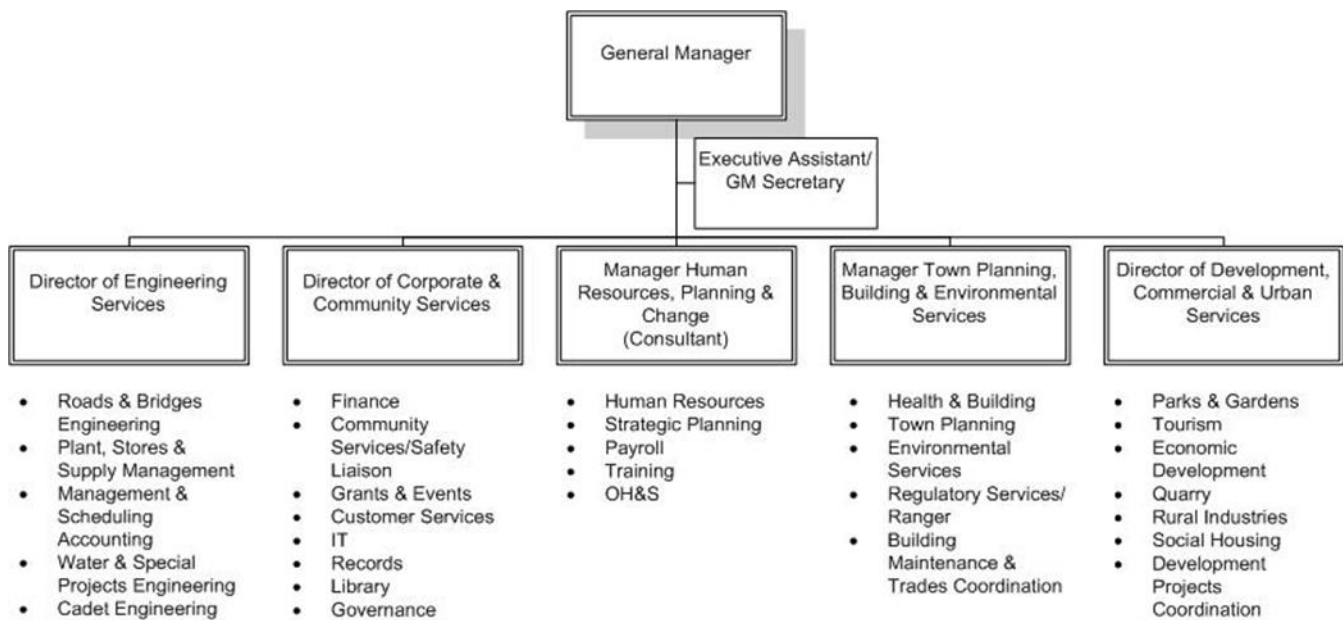 General Manager
Executive Assistant/
GM Secretary
Director of Engineering
Services
Director of Corporate &
Community Services
Manager Human
Resources, Planning &
Change
(Consultant)
Manager Town Planning,
Building & Environmental
Services
Director of Development,
Commercial & Urban
Services
• Roads & Bridges
Engineering
• Plant, Stores &
Supply Management
• Management &
Scheduling
Accounting
• Water & Special
Projects Engineering
• Cadet Engineering
• Finance
• Community
Services/Safety
Liaison
• Grants & Events
• Customer Services
• IT
• Records
• Library
• Governance
• Human Resources
• Strategic Planning
• Payroll
• Training
• OH&S
• Health & Building
• Town Planning
• Environmental
Services
• Regulatory Services/
Ranger
• Building
Maintenance &
Trades Coordination
• Parks & Gardens
• Tourism
• Economic
Development
• Quarry
• Rural Industries
• Social Housing
• Development
Projects
Coordination